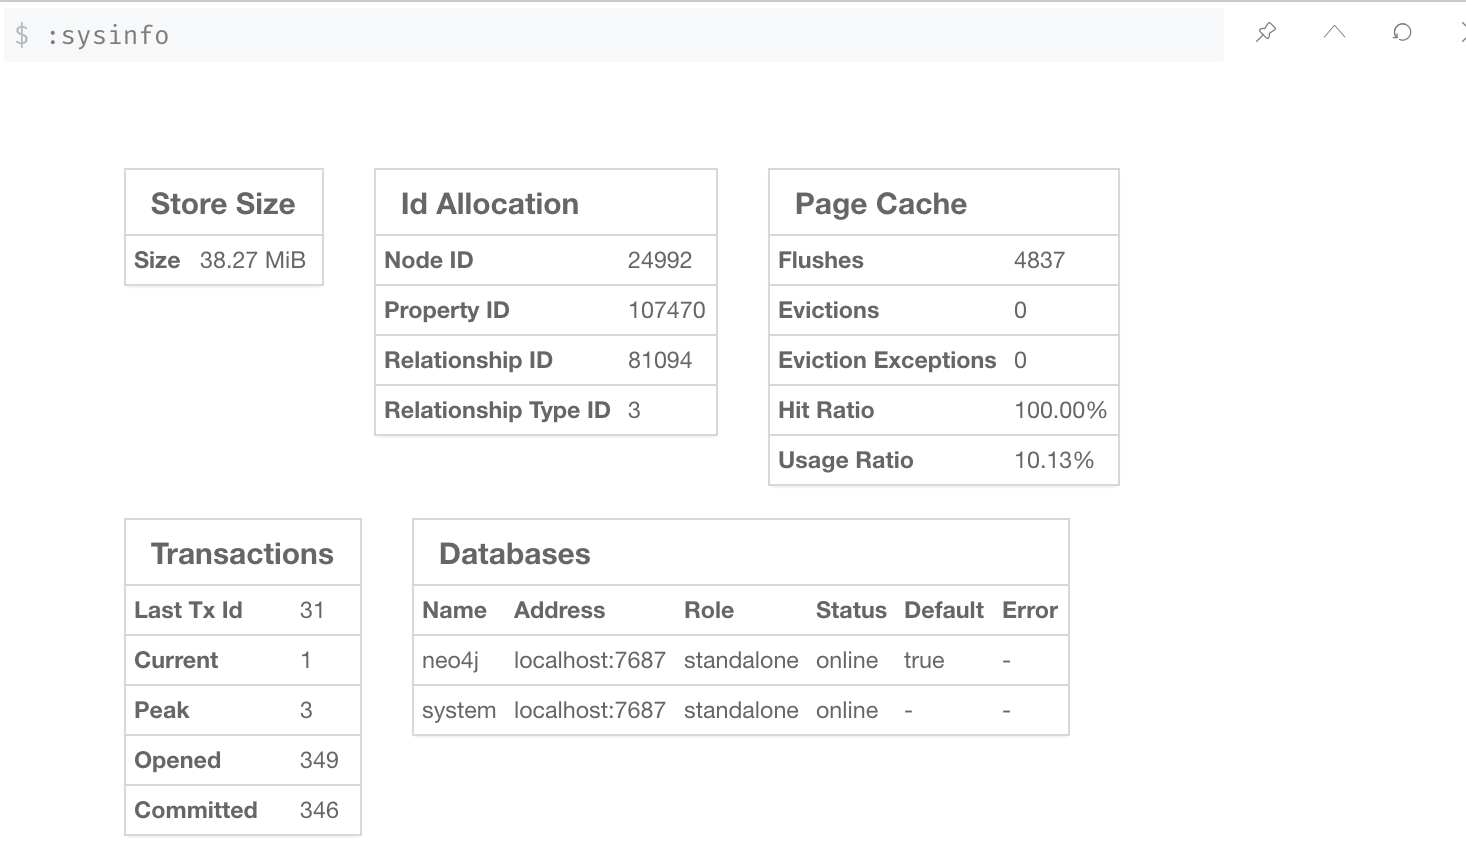 $ :sysinfo
Store Size
Size 38.27 MiB
Id Allocation
Node ID 24992
Property ID 107470
Relationship ID 81094
Relationship Type ID 3
Page Cache
Flushes 4837
Evictions 0
Eviction Exceptions 0
Hit Ratio 100.00%
Usage Ratio 10.13%
Transactions
Last Tx Id 31
Current 1
Peak 3
Opened 349
Committed 346
Databases
Name Address Role Status Default Error
neo4j localhost:7687 standalone online true -
system localhost:7687 standalone online - -